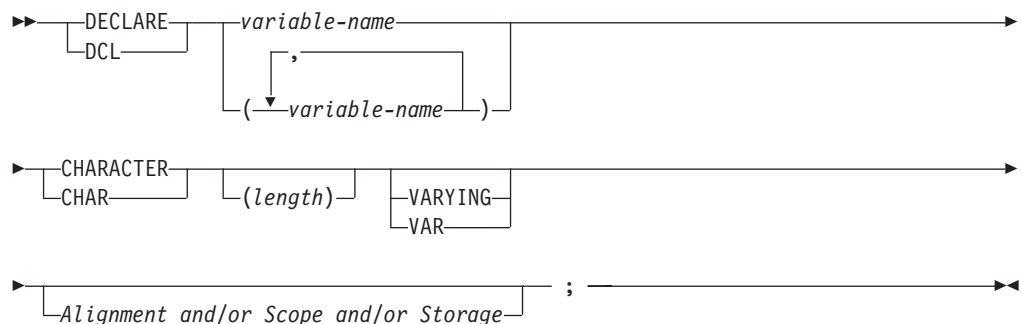 DECLARE variable-name
DCL ,
( variable-name )
CHARACTER
CHAR (length) VARYING
VAR
;
Alignment and/or Scope and/or Storage